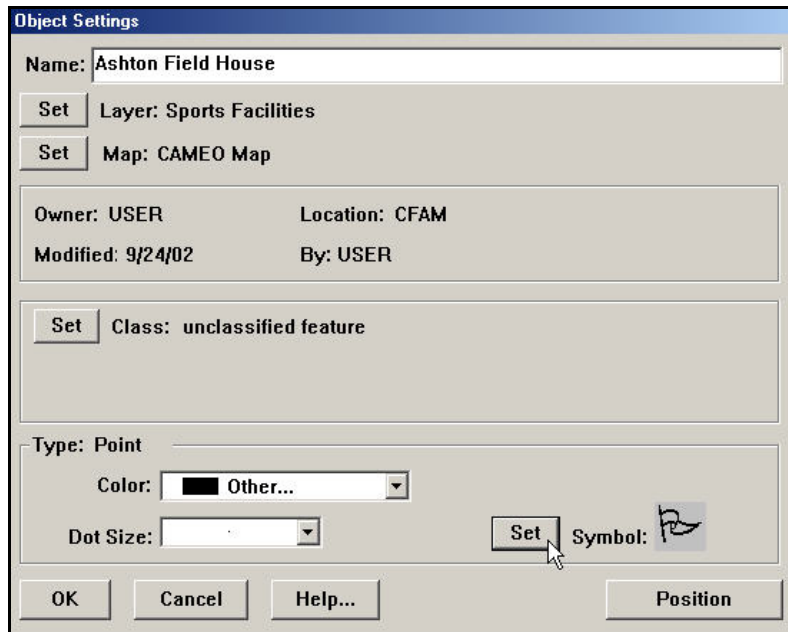 Object Settings
Name: Ashton Field House
Set Layer: Sports Facilities
Set Map: CAMEO Map
Owner: USER Location: CFAM
Modified: 9/24/02 By: USER
Set Class: unclassified feature
Type: Point
Color: Other...
Dot Size: Set Symbol:
OK Cancel Help... Position